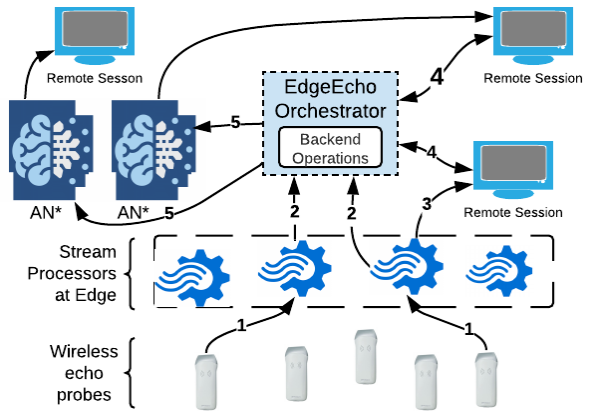 Remote Sesson
Remote Session
4
EdgeEcho
Orchestrator
Backend
Operations
5
4
AN*
AN*
5
2
2
3
Remote Session
Stream
Processors
at Edge
1
1
Wireless
echo
probes